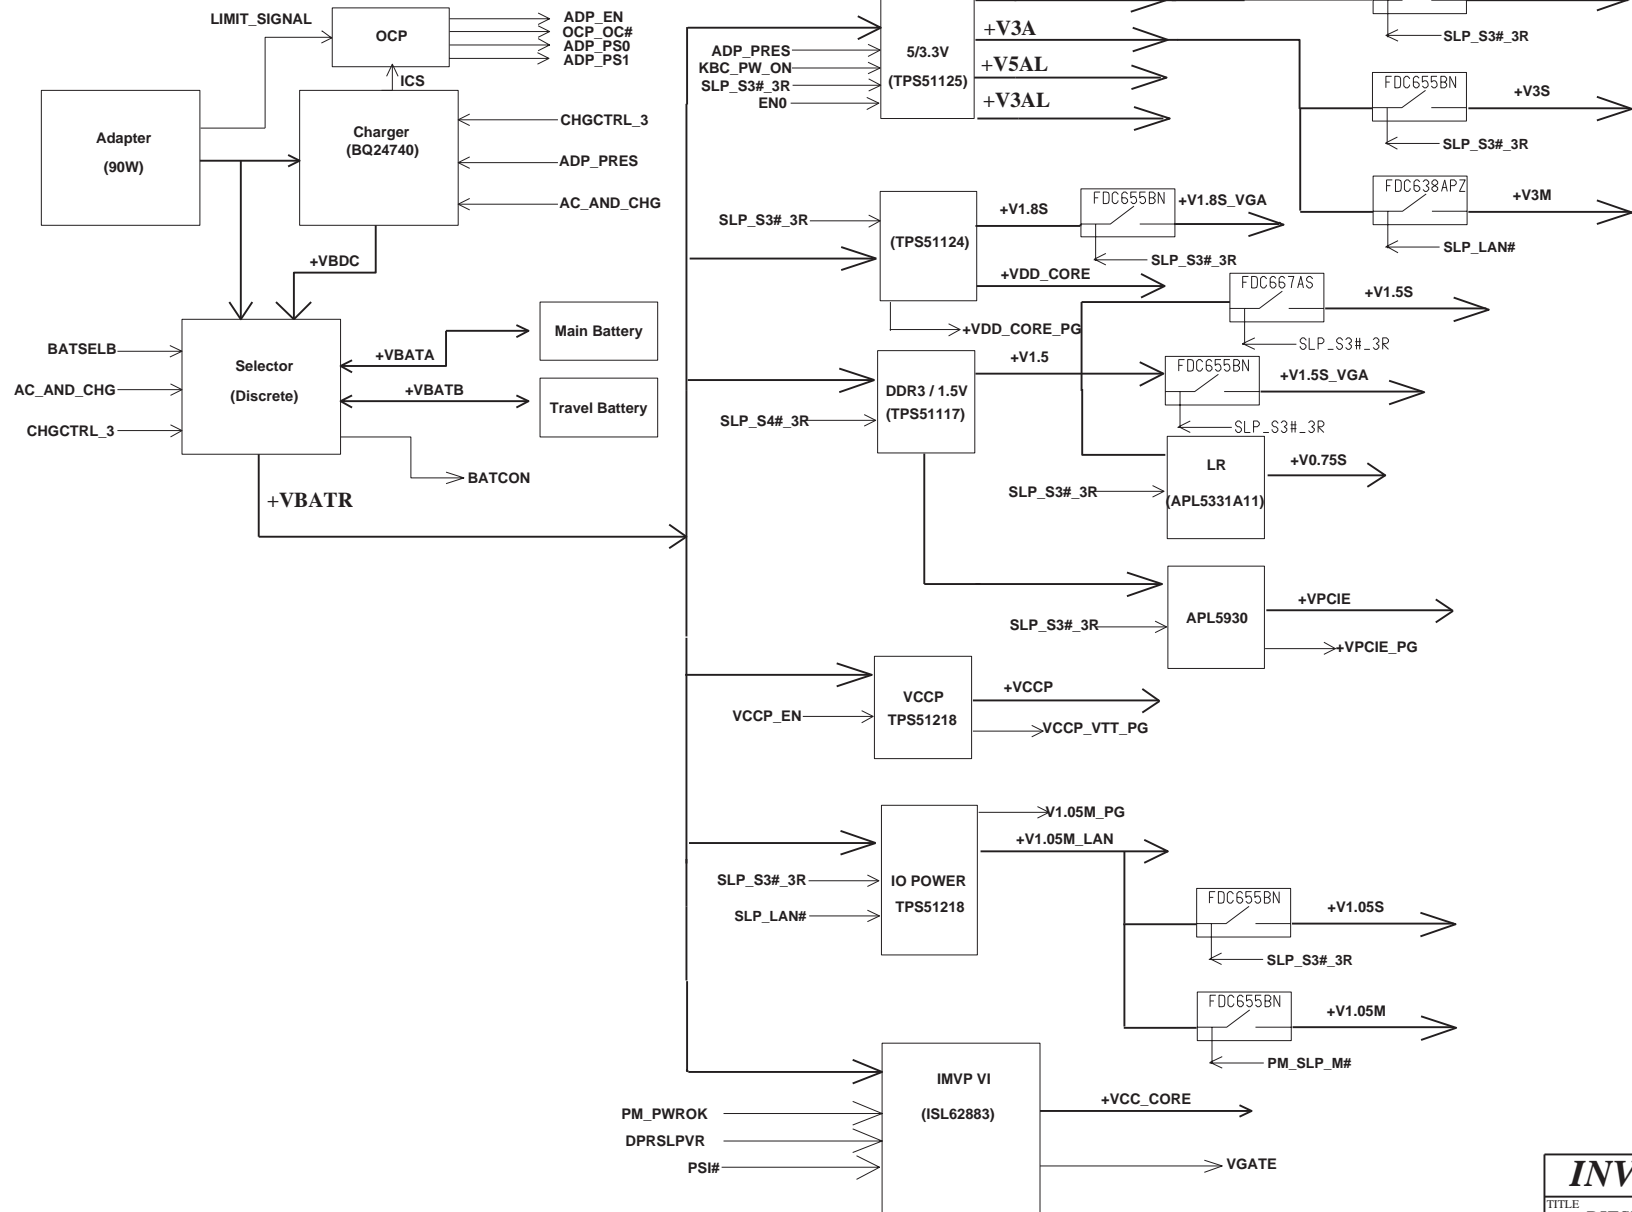 LIMIT_SIGNAL
OCP
ADP_EN
OCP_OC#
ADP_PS0
ADP_PS1
ICS
Adapter
(90W)
Charger
(BQ24740)
CHGCTRL_3
ADP_PRES
AC_AND_CHG
+VBDC
BATSELB
AC_AND_CHG
CHGCTRL_3
Selector
(Discrete)
+VBATA
+VBATB
Main Battery
Travel Battery
BATCON
+VBATR
ADP_PRES
KBC_PW_ON
SLP_S3#_3R
EN0
5/3.3V
(TPS51125)
+V3A
+V5AL
+V3AL
SLP_S3#_3R
FDC655BN
+V3S
SLP_S3#_3R
FDC638APZ
+V3M
SLP_LAN#
SLP_S3#_3R
(TPS51124)
+V1.8S
FDC655BN
+V1.8S_VGA
SLP_S3#_3R
+VDD_CORE
+VDD_CORE_PG
FDC667AS
+V1.5S
SLP_S3#_3R
DDR3 / 1.5V
(TPS51117)
SLP_S4#_3R
+V1.5
FDC655BN
+V1.5S_VGA
SLP_S3#_3R
LR
(APL5331A11)
SLP_S3#_3R
+V0.75S
APL5930
SLP_S3#_3R
+VPCIE
+VPCIE_PG
VCCP
TPS51218
VCCP_EN
+VCCP
VCCP_VTT_PG
IO POWER
TPS51218
SLP_S3#_3R
SLP_LAN#
V1.05M_PG
+V1.05M_LAN
FDC655BN
+V1.05S
SLP_S3#_3R
FDC655BN
+V1.05M
PM_SLP_M#
IMVP VI
(ISL62883)
PM_PWROK
DPRSLPVR
PSI#
+VCC_CORE
VGATE
INV
TITLE